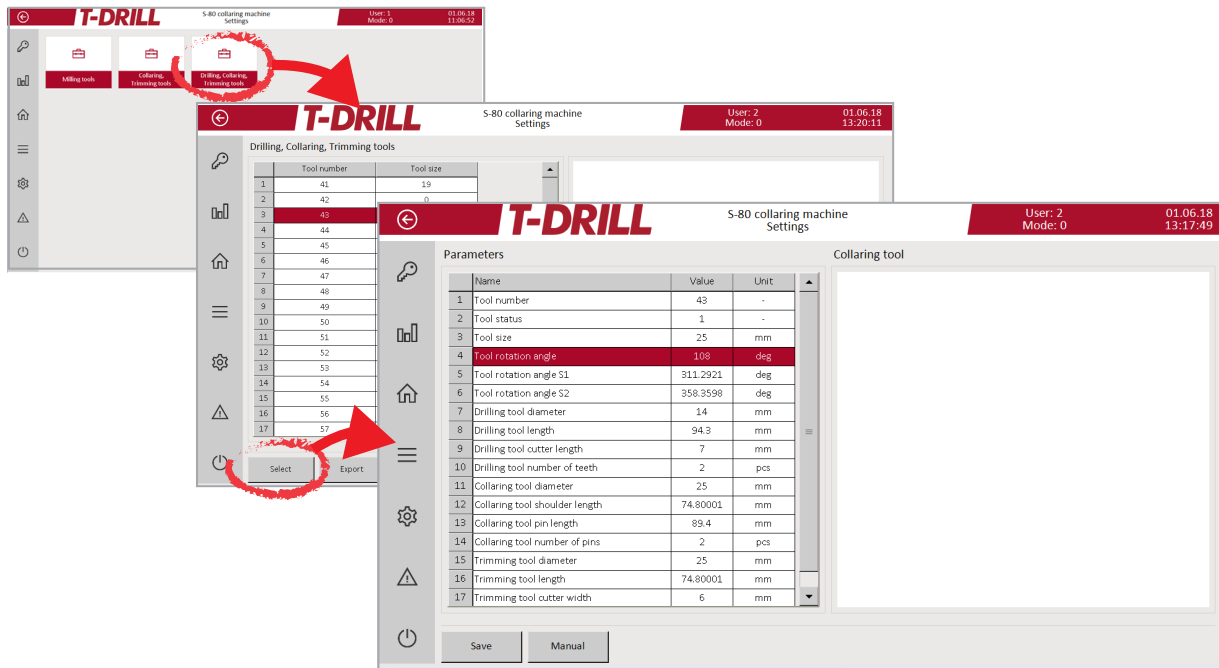 T-DRILL
S-80 collaring machine
Settings
User: 1
Mode: 0
01.06.18
11:06:52
Milling tools
Collaring,
Trimming tools
Drilling, Collaring,
Trimming tools
T-DRILL
S-80 collaring machine
Settings
User: 2
Mode: 0
01.06.18
13:20:11
Drilling, Collaring, Trimming tools
Tool number Tool size
1 41 19
2 42 0
3 43
4 44
5 45
6 46
7 47
8 48
9 49
10 50
11 51
12 52
13 53
14 54
15 55
16 56
17 57
Select Export
T-DRILL
S-80 collaring machine
Settings
User: 2
Mode: 0
01.06.18
13:17:49
Parameters
Collaring tool
Name Value Unit
1 Tool number 43 -
2 Tool status 1 -
3 Tool size 25 mm
4 Tool rotation angle 108 deg
5 Tool rotation angle S1 311.2921 deg
6 Tool rotation angle S2 358.3598 deg
7 Drilling tool diameter 14 mm
8 Drilling tool length 94.3 mm
9 Drilling tool cutter length 7 mm
10 Drilling tool number of teeth 2 pcs
11 Collaring tool diameter 25 mm
12 Collaring tool shoulder length 74.80001 mm
13 Collaring tool pin length 89.4 mm
14 Collaring tool number of pins 2 pcs
15 Trimming tool diameter 25 mm
16 Trimming tool length 74.80001 mm
17 Trimming tool cutter width 6 mm
Save Manual